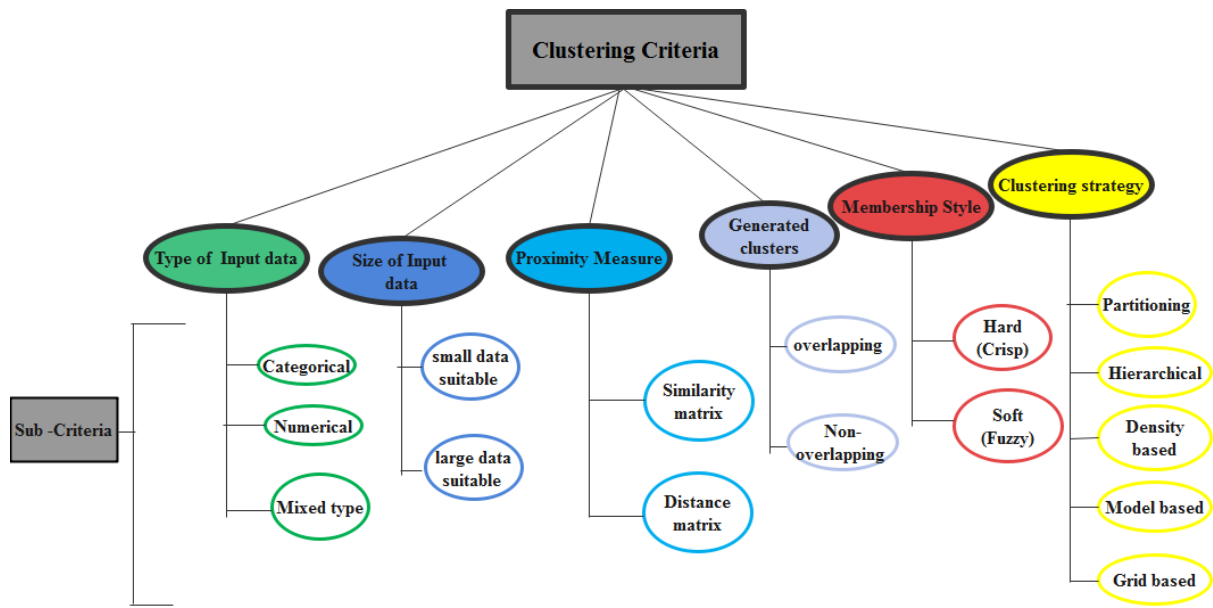 Clustering Criteria
Type of Input data
Size of Input
data
Proximity Measure
Generated
clusters
Membership Style
Clustering strategy
Sub -Criteria
Categorical
Numerical
Mixed type
small data
suitable
large data
suitable
Similarity
matrix
Distance
matrix
overlapping
Non-
overlapping
Hard
(Crisp)
Soft
(Fuzzy)
Partitioning
Hierarchical
Density
based
Model based
Grid based